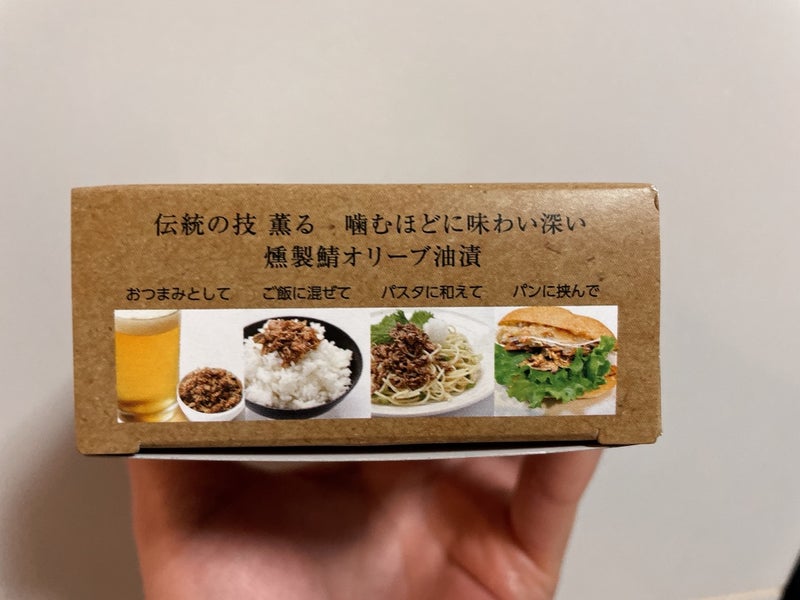 伝統の技 薫る　噛むほどに味わい深い
燻製鯖オリーブ油漬
おつまみとして　ご飯に混ぜて　パスタに和えて　パンに挟んで